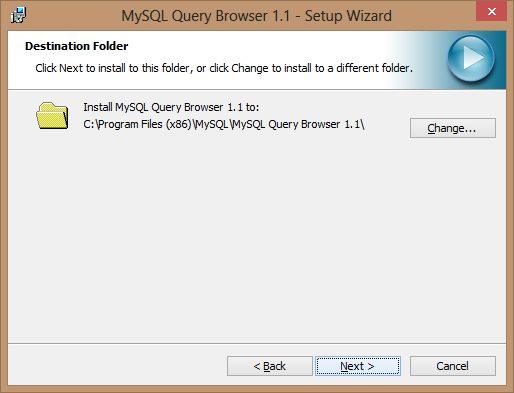 MySQL Query Browser 1.1 - Setup Wizard
Destination Folder
Click Next to install to this folder, or click Change to install to a different folder.
Install MySQL Query Browser 1.1 to:
C:\Program Files (x86)\MySQL\MySQL Query Browser 1.1\
Change...
< Back
Next >
Cancel